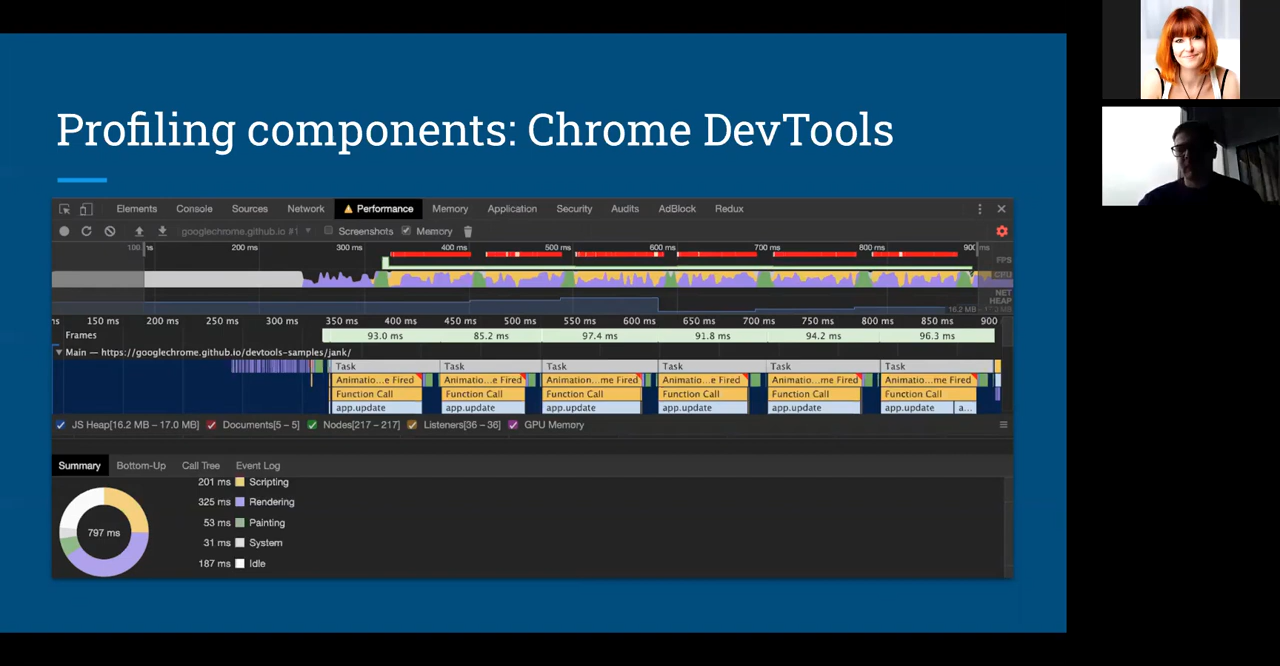 Profiling components: Chrome DevTools
Elements Console Sources Network Performance Memory Application Security Audits AdBlock Redux
googlechrome.github.io #1 Screenshots Memory
100 ms 200 ms 300 ms 400 ms 500 ms 600 ms 700 ms 800 ms 900 ms
FPS
CPU
NET
HEAP
16.2 MB – 17.0 MB
150 ms 200 ms 250 ms 300 ms 350 ms 400 ms 450 ms 500 ms 550 ms 600 ms 650 ms 700 ms 750 ms 800 ms 850 ms 900
Frames 93.0 ms 85.2 ms 97.4 ms 91.8 ms 94.2 ms 96.3 ms
Main — https://googlechrome.github.io/devtools-samples/jank/
Task Task Task Task Task Task
Animatio...e Fired Animatio...e Fired Animation...me Fired Animatio...e Fired Animatio...me Fired Animatio...me Fired
Function Call Function Call Function Call Function Call Function Call Function Call
app.update app.update app.update app.update app.update app.update a...
JS Heap[16.2 MB – 17.0 MB] Documents[5 – 5] Nodes[217 – 217] Listeners[36 – 36] GPU Memory
Summary Bottom-Up Call Tree Event Log
201 ms Scripting
325 ms Rendering
53 ms Painting
31 ms System
187 ms Idle
797 ms